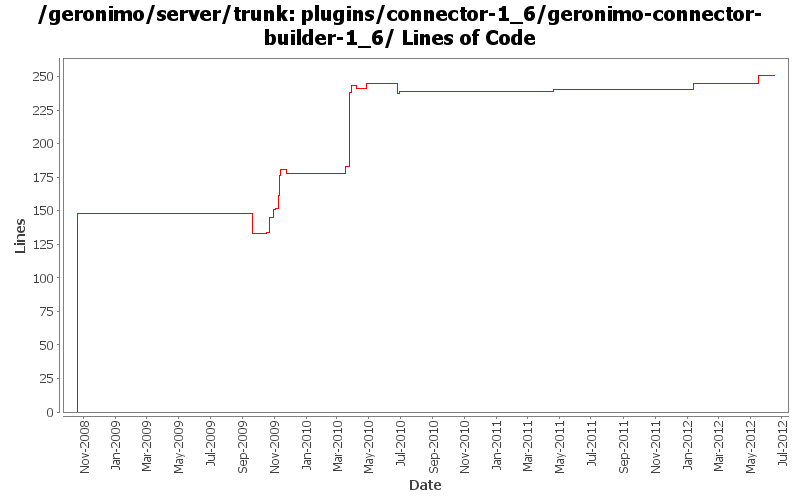 /geronimo/server/trunk: plugins/connector-1_6/geronimo-connector-
builder-1_6/ Lines of Code
250
225
200
175
150
125
100
75
50
25
0
Lines
Nov-2008
Jan-2009
Mar-2009
May-2009
Jul-2009
Sep-2009
Nov-2009
Jan-2010
Mar-2010
May-2010
Jul-2010
Sep-2010
Nov-2010
Jan-2011
Mar-2011
May-2011
Jul-2011
Sep-2011
Nov-2011
Jan-2012
Mar-2012
May-2012
Jul-2012
Date